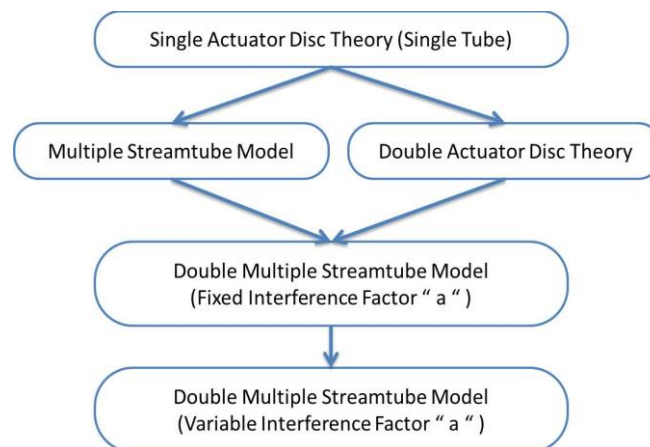 Single Actuator Disc Theory (Single Tube)
Multiple Streamtube Model
Double Actuator Disc Theory
Double Multiple Streamtube Model
(Fixed Interference Factor “ a “ )
Double Multiple Streamtube Model
(Variable Interference Factor “ a “ )